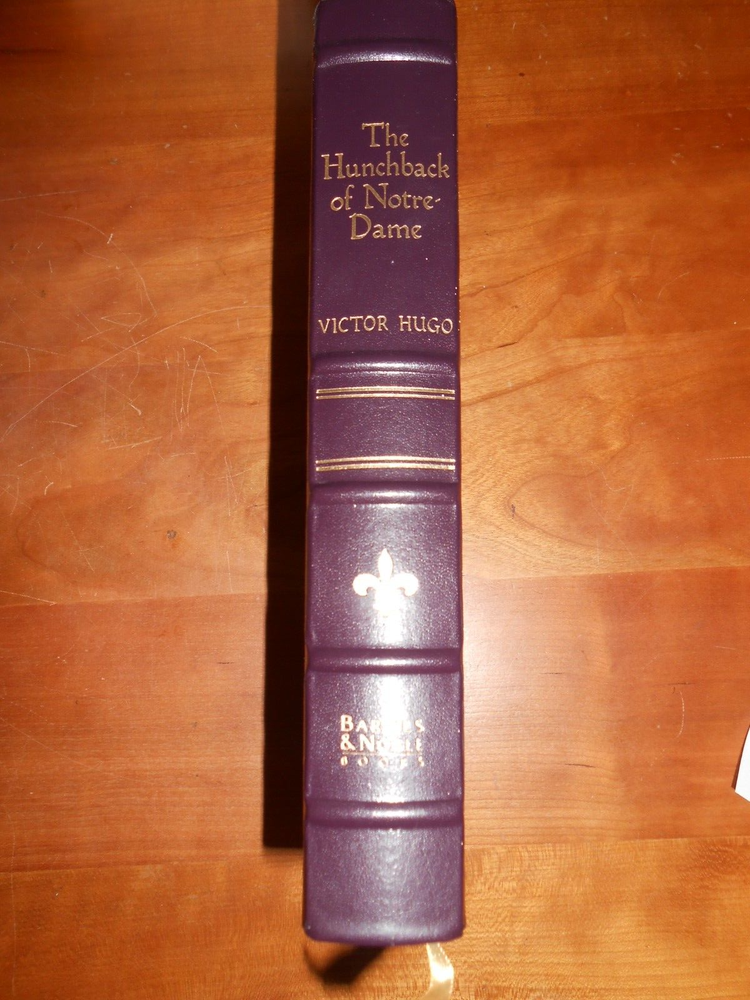 The
Hunchback
of Notre-
Dame
VICTOR HUGO
BARNES
& NOBLE
BOOKS